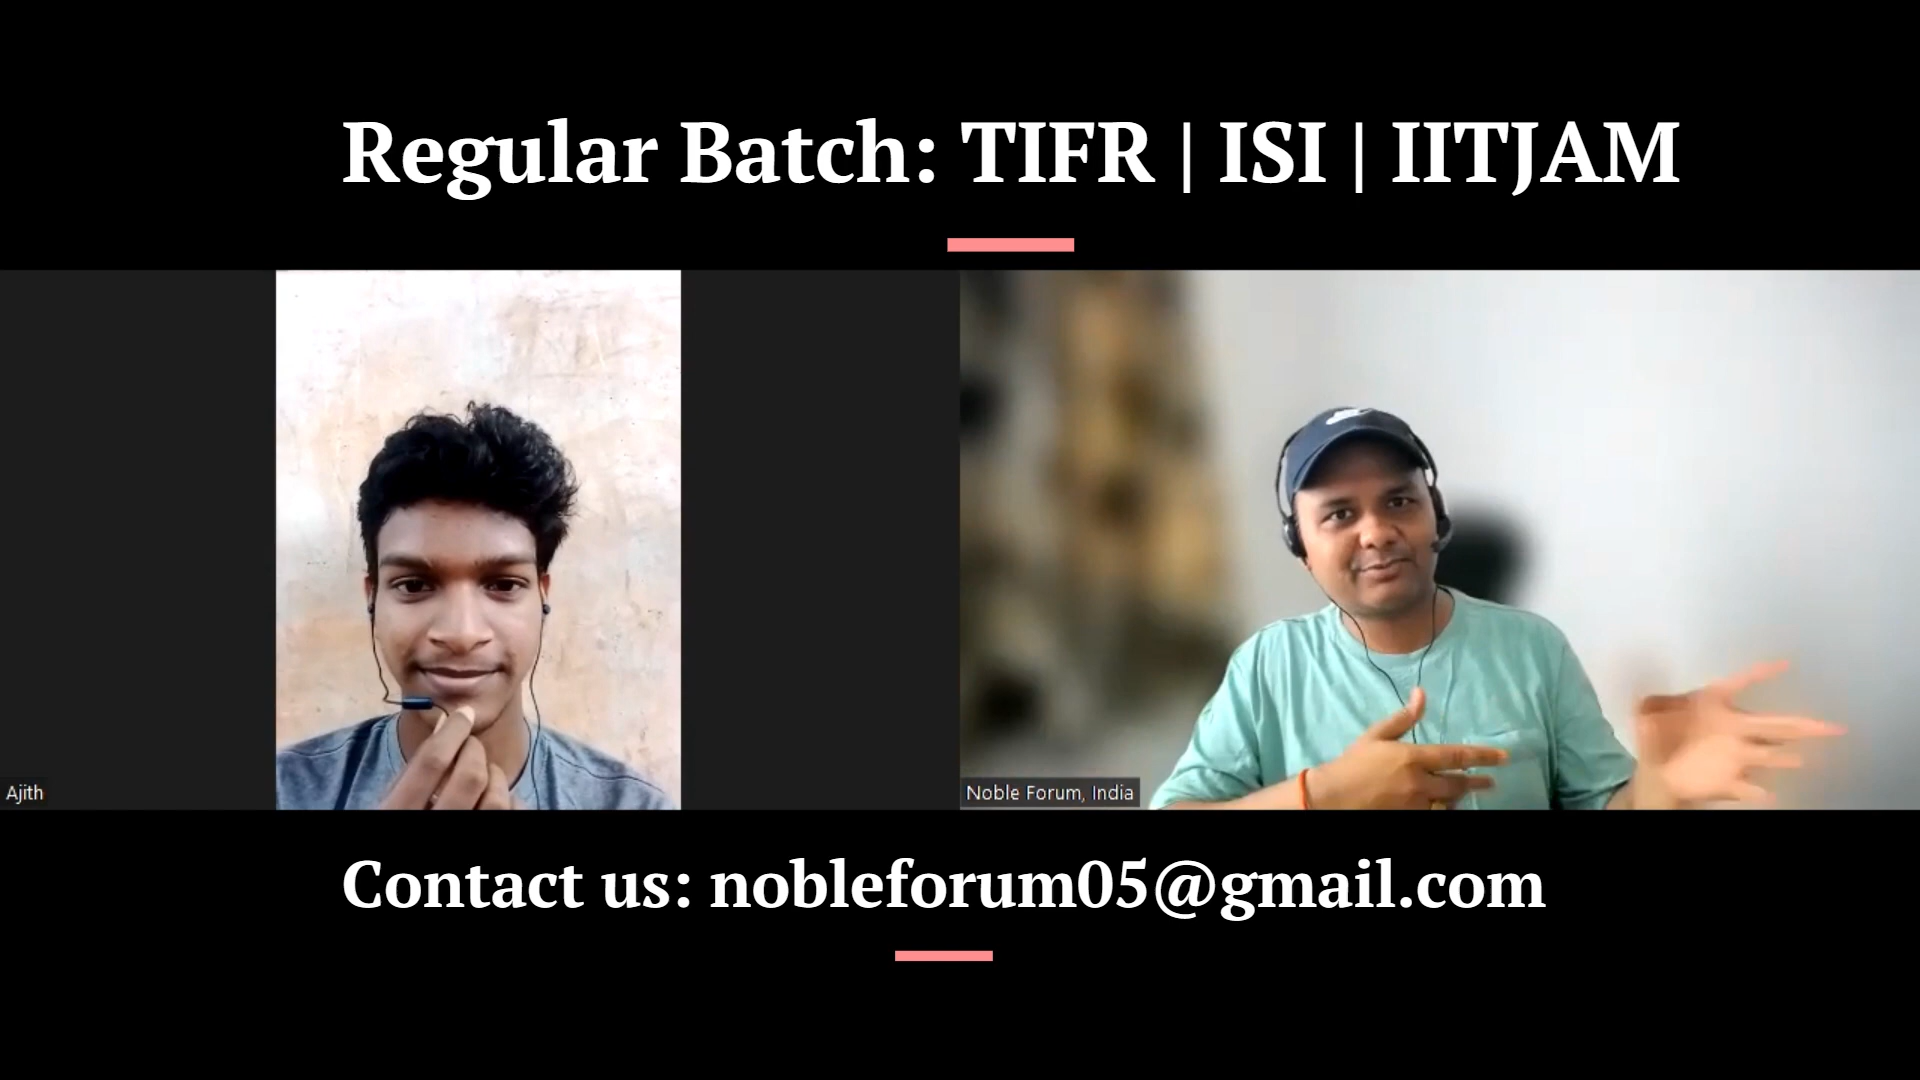 Regular Batch: TIFR | ISI | IITJAM
Ajith
Noble Forum, India
Contact us: nobleforum05@gmail.com